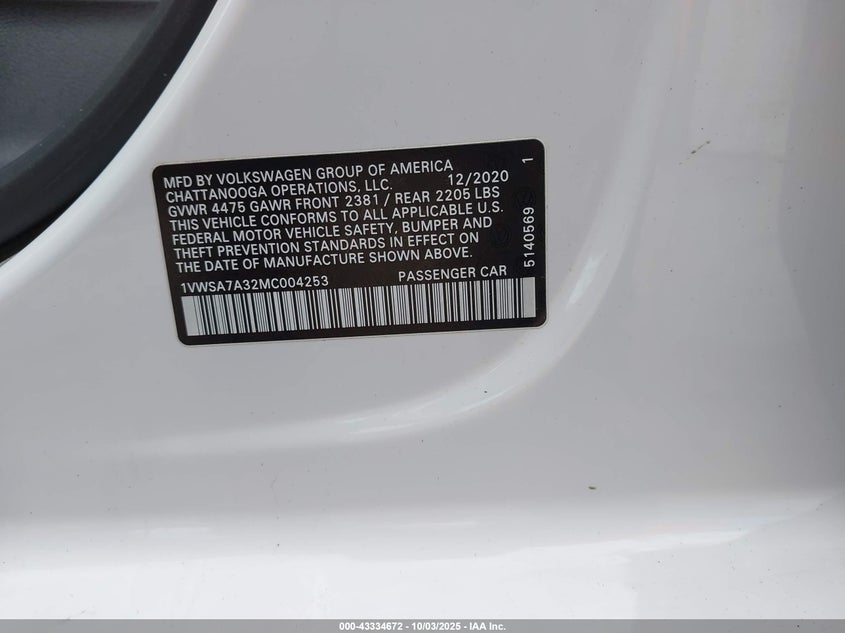 MFD BY VOLKSWAGEN GROUP OF AMERICA
CHATTANOOGA OPERATIONS, LLC. 12/2020
GVWR 4475 GAWR FRONT 2381 / REAR 2205 LBS
THIS VEHICLE CONFORMS TO ALL APPLICABLE U.S.
FEDERAL MOTOR VEHICLE SAFETY, BUMPER AND
THEFT PREVENTION STANDARDS IN EFFECT ON
THE DATE OF MANUFACTURE SHOWN ABOVE.
1VWSA7A32MC004253 PASSENGER CAR
5140569 1
000-43334672 - 10/03/2025 - IAA Inc.